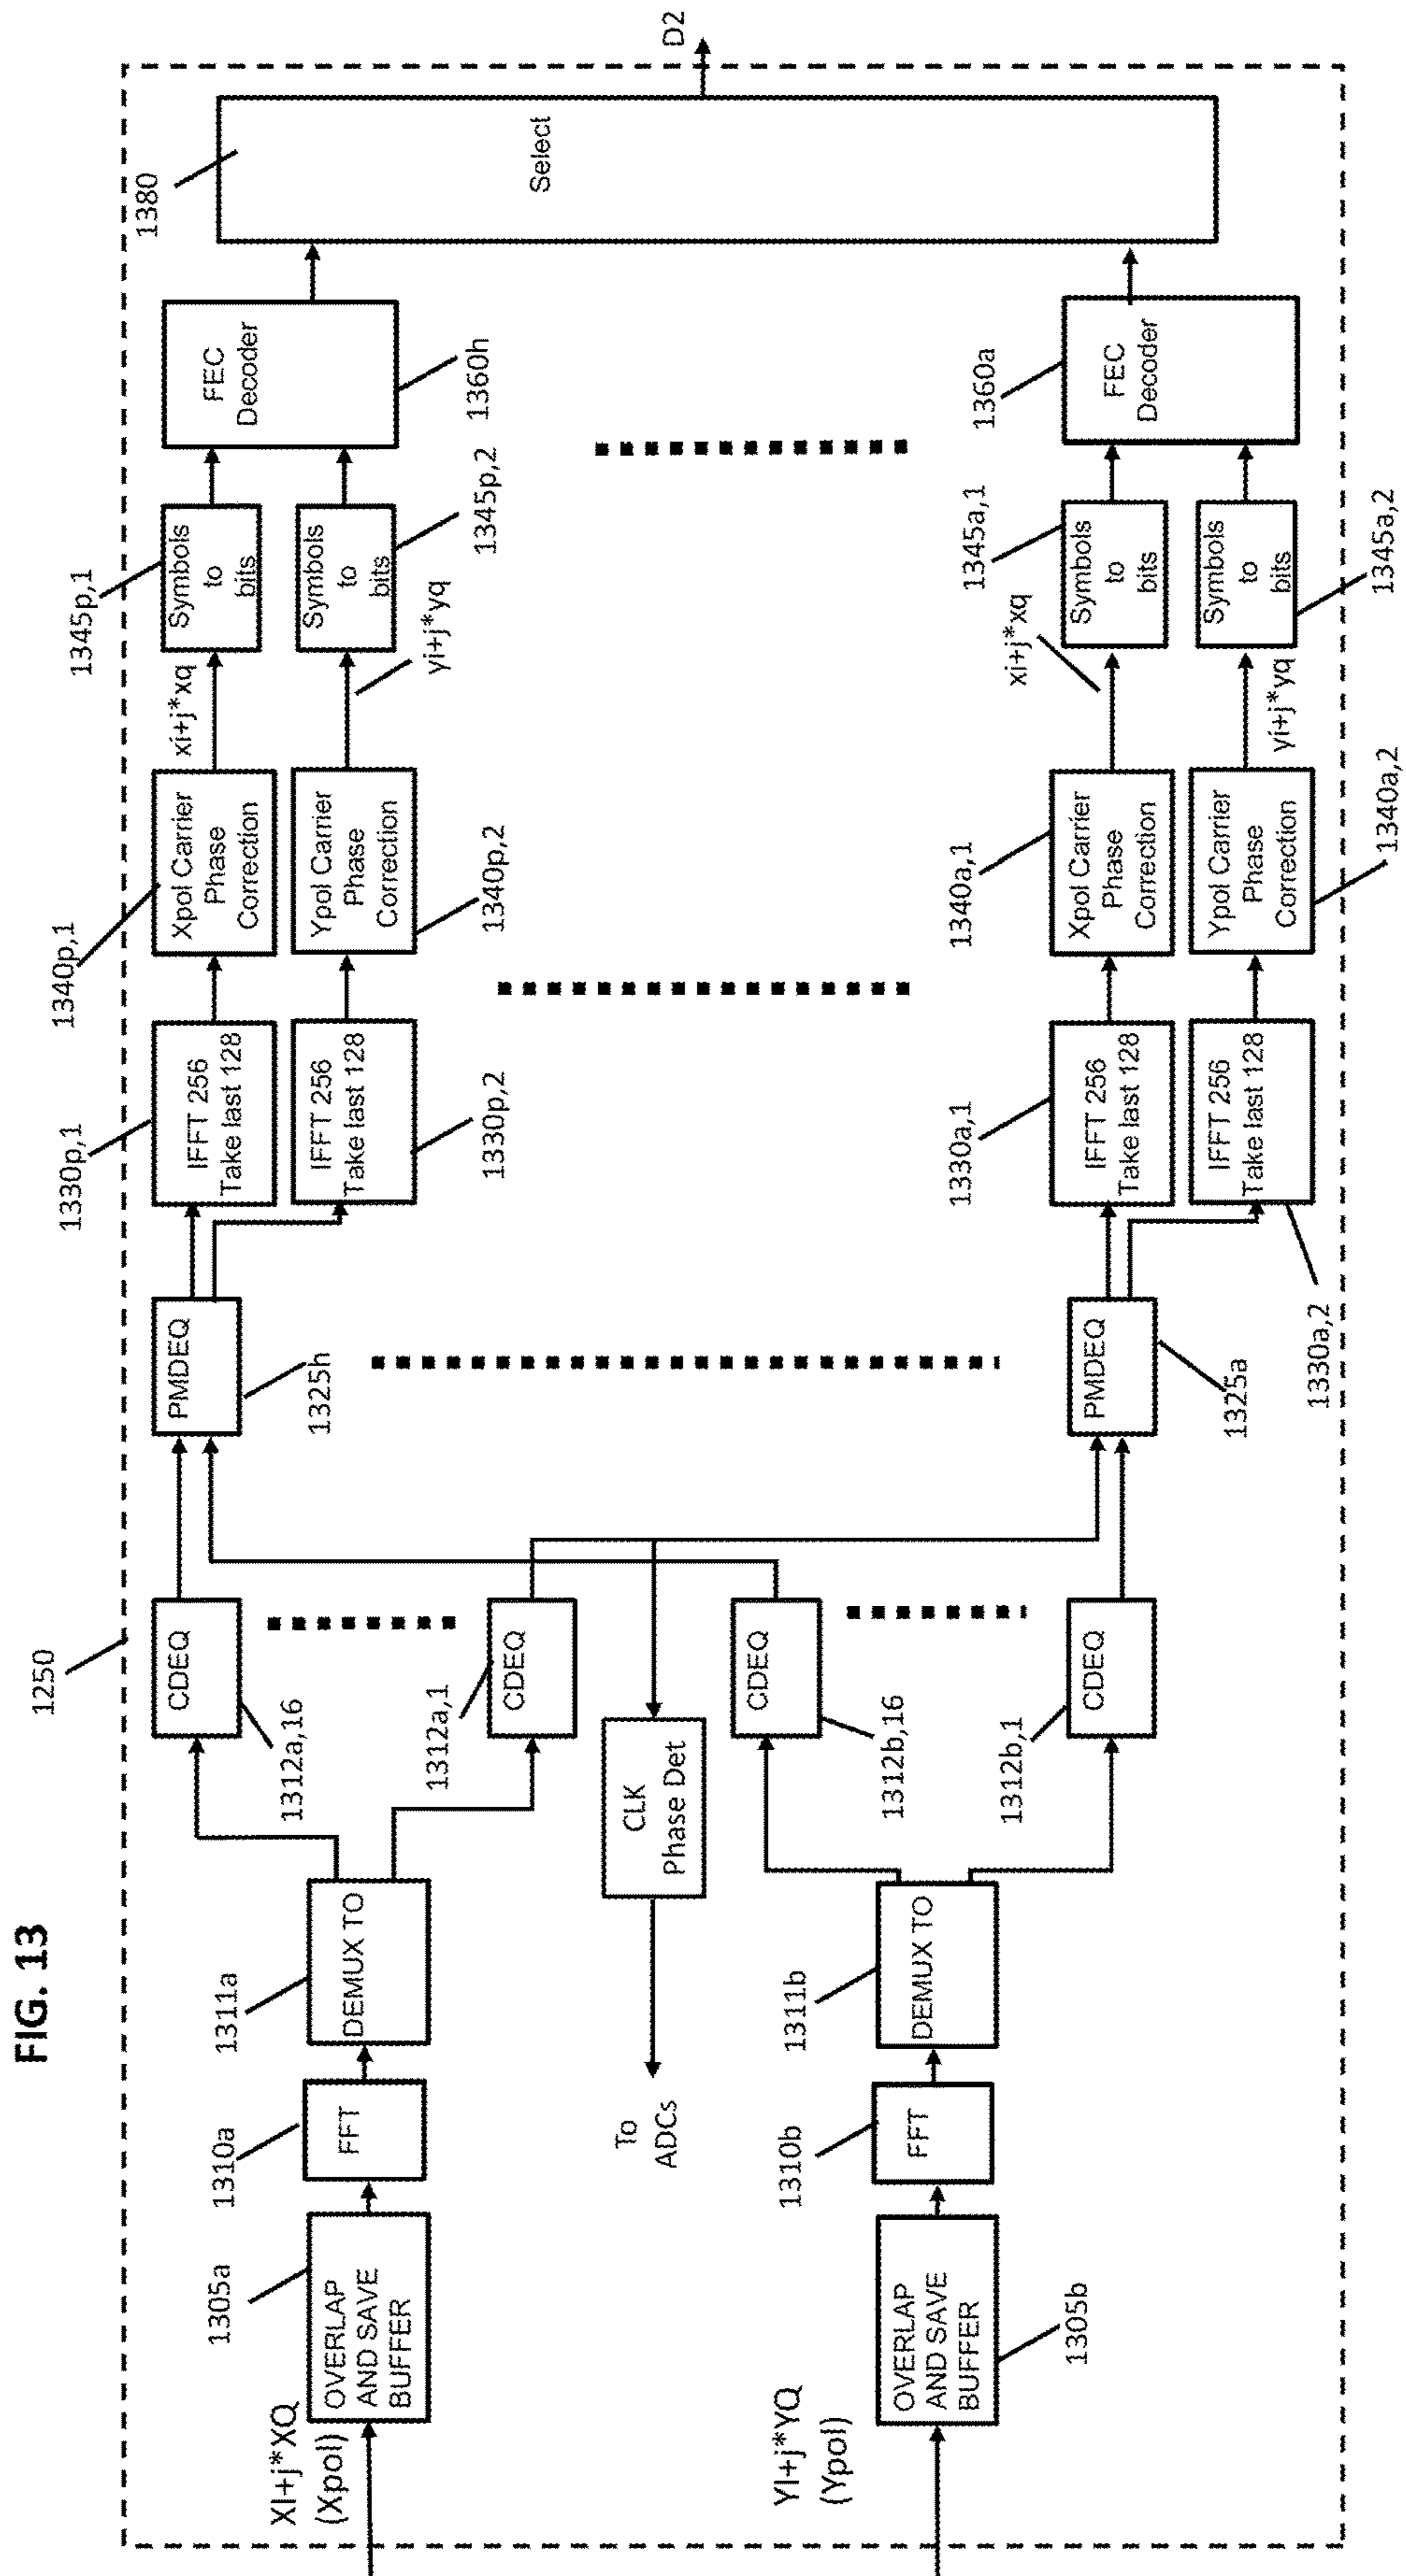 FIG. 13
1250
XI+j*XQ
(Xpol)
OVERLAP
AND SAVE
BUFFER
1305a
FFT
1310a
DEMUX TO
1311a
CDEQ
1312a,16
CDEQ
1312a,1
CLK
Phase Det
To
ADCs
YI+j*YQ
(Ypol)
OVERLAP
AND SAVE
BUFFER
1305b
FFT
1310b
DEMUX TO
1311b
CDEQ
1312b,16
CDEQ
1312b,1
PMDEQ
1325h
IFFT 256
Take last 128
1330p,1
IFFT 256
Take last 128
1330p,2
Xpol Carrier
Phase
Correction
1340p,1
Ypol Carrier
Phase
Correction
1340p,2
xi+j*xq
yi+j*yq
Symbols
to
bits
1345p,1
Symbols
to
bits
1345p,2
FEC
Decoder
1360h
PMDEQ
1325a
IFFT 256
Take last 128
1330a,1
IFFT 256
Take last 128
1330a,2
Xpol Carrier
Phase
Correction
1340a,1
Ypol Carrier
Phase
Correction
1340a,2
xi+j*xq
yi+j*yq
Symbols
to
bits
1345a,1
Symbols
to
bits
1345a,2
FEC
Decoder
1360a
Select
1380
D2